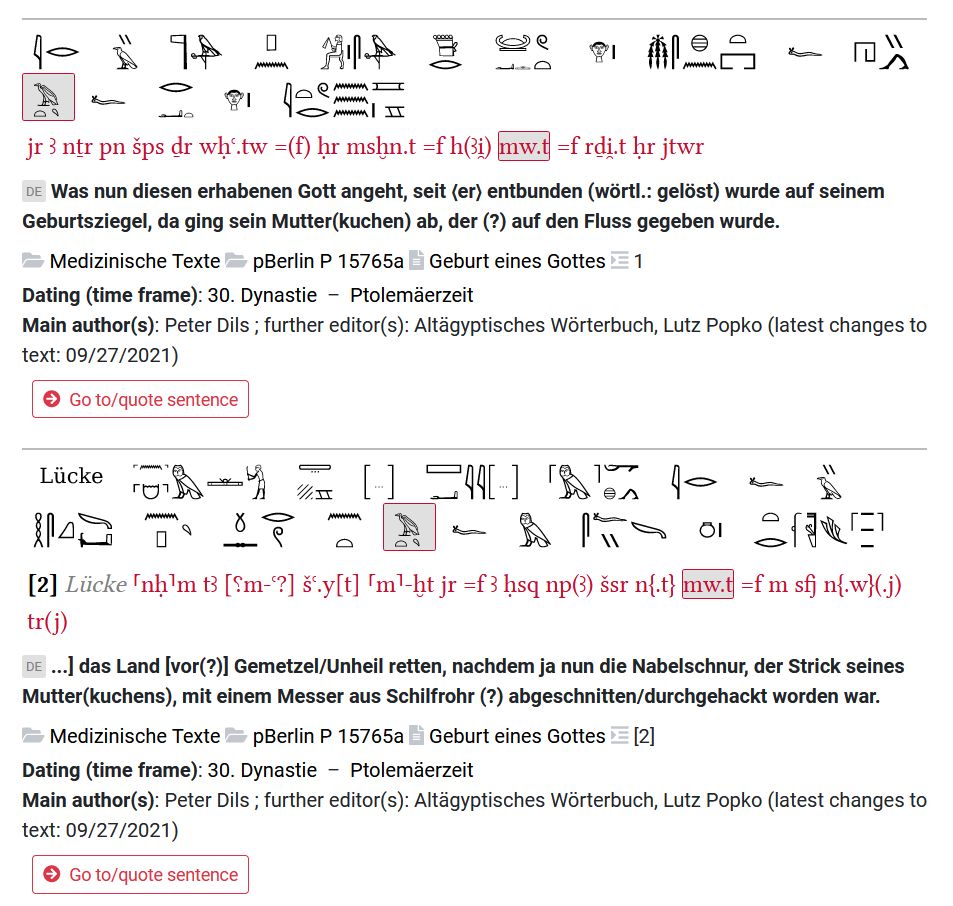 jr ꜣ nṯr pn šps ḏr wḥꜥ.tw =(f) ḥr msḫn.t =f h(ꜣi̯) mw.t =f rḏi̯.t ḥr jtwr
DE Was nun diesen erhabenen Gott angeht, seit 〈er〉 entbunden (wörtl.: gelöst) wurde auf seinem
Geburtsziegel, da ging sein Mutter(kuchen) ab, der (?) auf den Fluss gegeben wurde.
Medizinische Texte pBerlin P 15765a Geburt eines Gottes 1
Dating (time frame): 30. Dynastie – Ptolemäerzeit
Main author(s): Peter Dils ; further editor(s): Altägyptisches Wörterbuch, Lutz Popko (latest changes to
text: 09/27/2021)
Go to/quote sentence
Lücke
[2] Lücke ⸢nḥ⸣m tꜣ [⸮m-ꜥ?] šꜥ.y[t] ⸢m⸣-ḫt jr =f ꜣ ḥsq np(ꜣ) šsr n{.t} mw.t =f m sfj n{.w}(.j)
tr(j)
DE ...] das Land [vor(?)] Gemetzel/Unheil retten, nachdem ja nun die Nabelschnur, der Strick seines
Mutter(kuchens), mit einem Messer aus Schilfrohr (?) abgeschnitten/durchgehackt worden war.
Medizinische Texte pBerlin P 15765a Geburt eines Gottes [2]
Dating (time frame): 30. Dynastie – Ptolemäerzeit
Main author(s): Peter Dils ; further editor(s): Altägyptisches Wörterbuch, Lutz Popko (latest changes to
text: 09/27/2021)
Go to/quote sentence